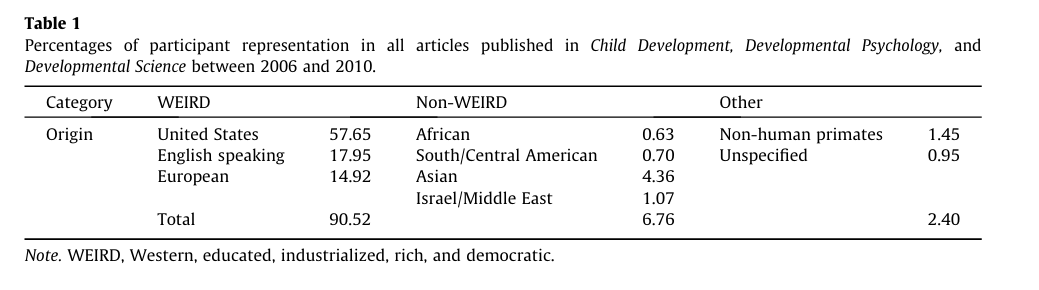 Table 1
Percentages of participant representation in all articles published in Child Development, Developmental Psychology, and
Developmental Science between 2006 and 2010.
Category WEIRD Non-WEIRD Other
Origin United States 57.65 African 0.63 Non-human primates 1.45
English speaking 17.95 South/Central American 0.70 Unspecified 0.95
European 14.92 Asian 4.36
Israel/Middle East 1.07
Total 90.52 6.76 2.40
Note. WEIRD, Western, educated, industrialized, rich, and democratic.